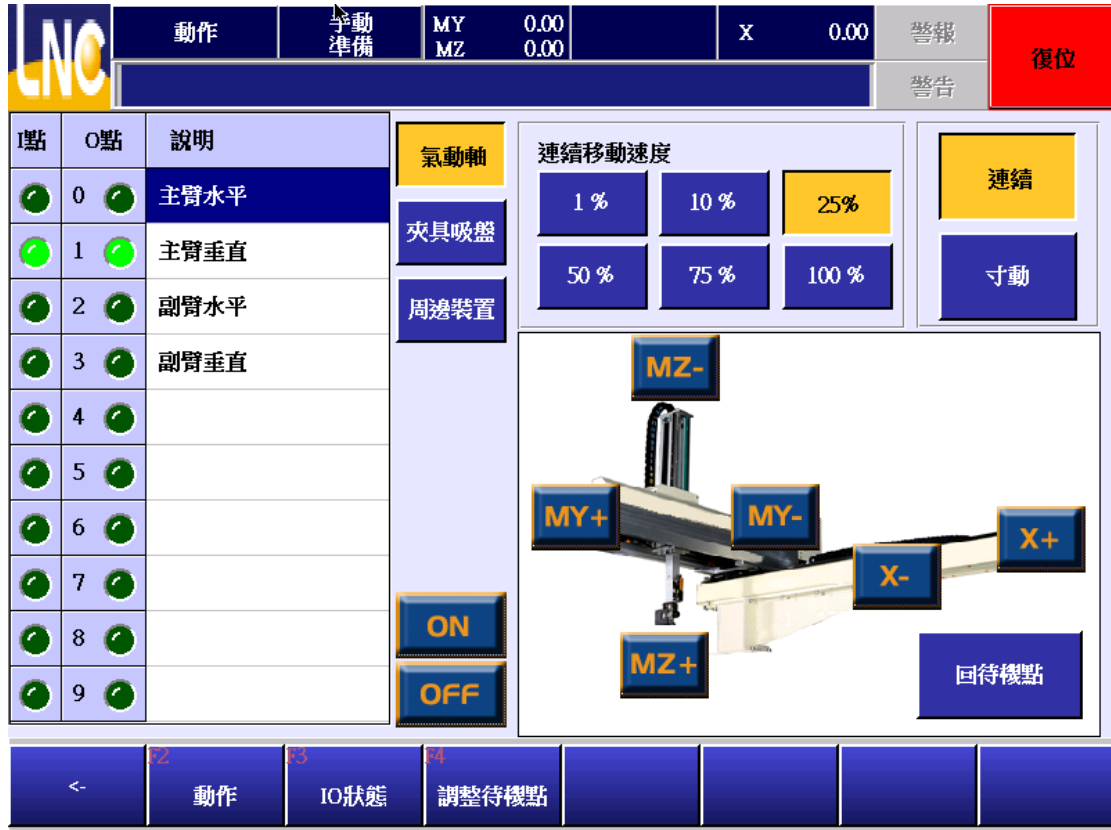 LNC
動作
手動
準備
MY 0.00
MZ 0.00
X 0.00
警報
警告
復位
I點 O點 說明
0 主臂水平
1 主臂垂直
2 副臂水平
3 副臂垂直
4
5
6
7
8
9
氣動軸
夾具吸盤
周邊裝置
ON
OFF
連續移動速度
1 % 10 % 25%
50 % 75 % 100 %
連續
寸動
MZ-
MY+ MY-
X+
X-
MZ+
回待機點
<-
F2
動作
F3
IO狀態
F4
調整待機點